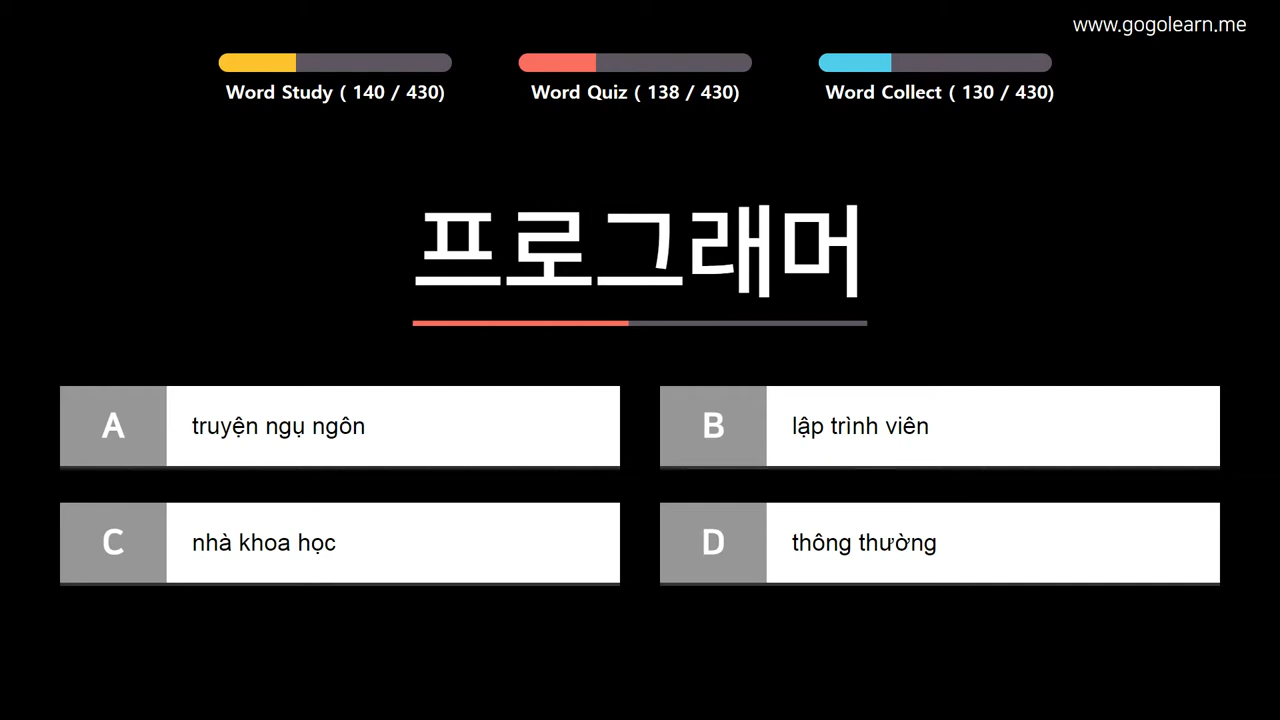 www.gogolearn.me
Word Study ( 140 / 430)
Word Quiz ( 138 / 430)
Word Collect ( 130 / 430)
프로그래머
A truyện ngụ ngôn
B lập trình viên
C nhà khoa học
D thông thường